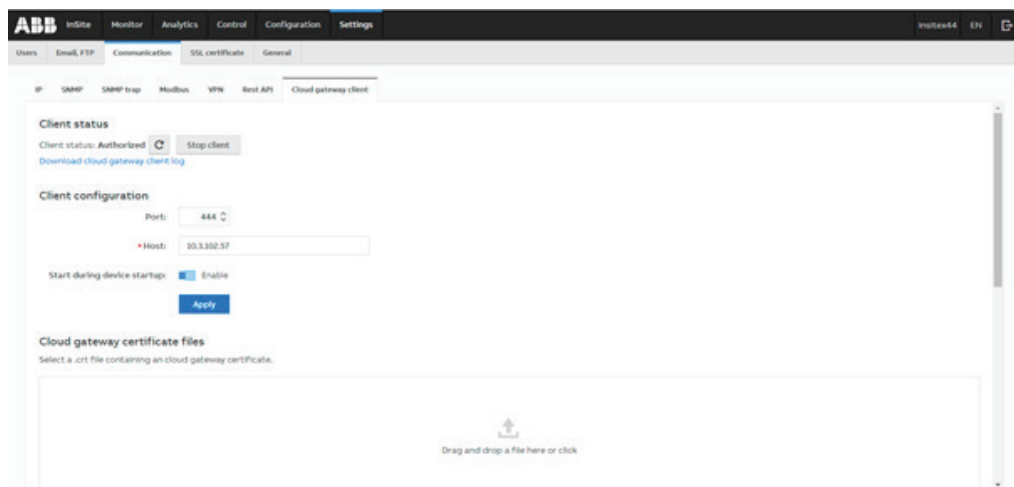 ABB InSite Monitor Analytics Control Configuration Settings insitex44 EN
Users Email, FTP Communication SSL certificate General
IP SNMP SNMP trap Modbus VPN Rest API Cloud gateway client
Client status
Client status: Authorized Stop client
Download cloud gateway client log
Client configuration
Port: 444
*Host: 10.3.102.57
Start during device startup: Enable
Apply
Cloud gateway certificate files
Select a .crt file containing an cloud gateway certificate.
Drag and drop a file here or click